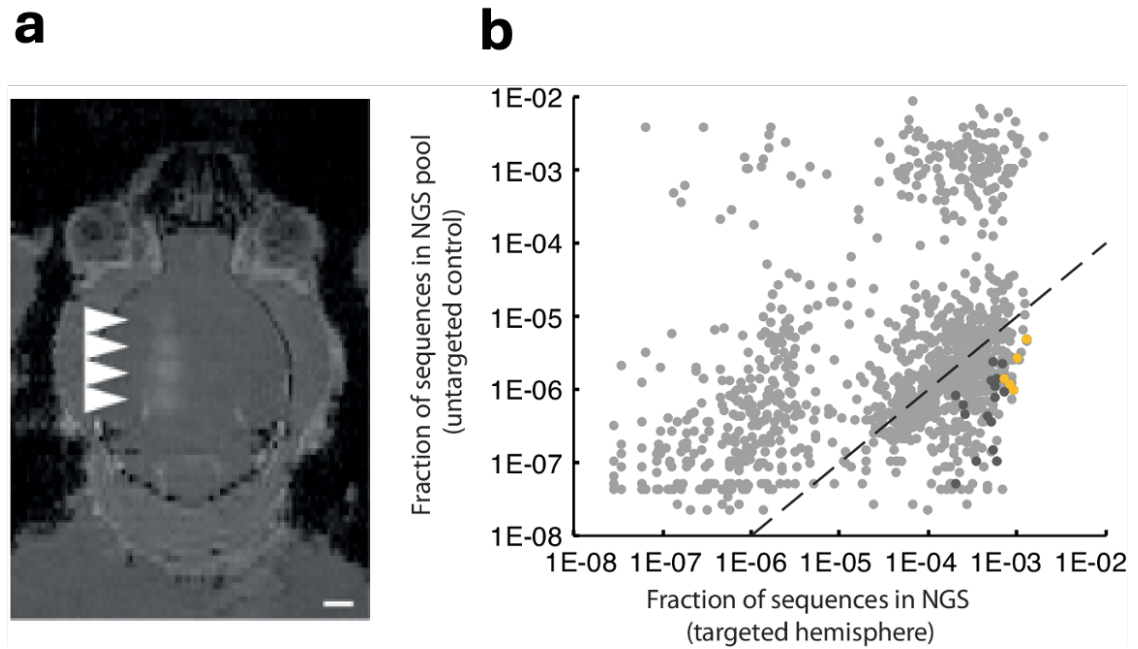 a
b
1E-02
1E-03
1E-04
1E-05
1E-06
1E-07
1E-08
Fraction of sequences in NGS pool
(untargeted control)
1E-08 1E-07 1E-06 1E-05 1E-04 1E-03 1E-02
Fraction of sequences in NGS
(targeted hemisphere)